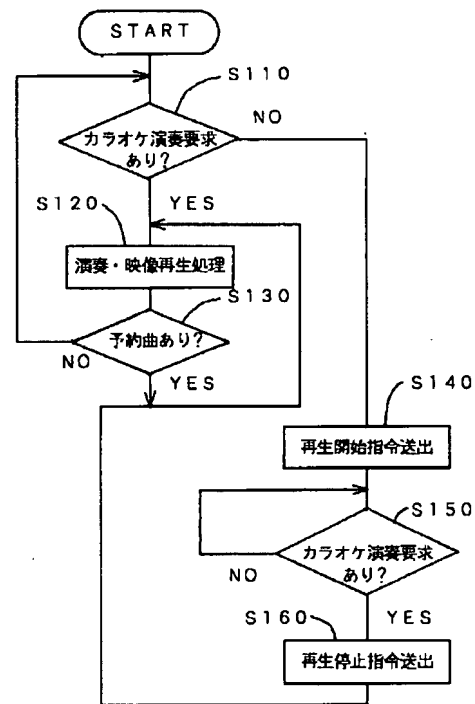 START
S110
カラオケ演奏要求
あり?
NO
YES
S120
演奏・映像再生処理
S130
予約曲あり?
NO
YES
S140
再生開始指令送出
S150
カラオケ演奏要求
あり?
NO
YES
S160
再生停止指令送出